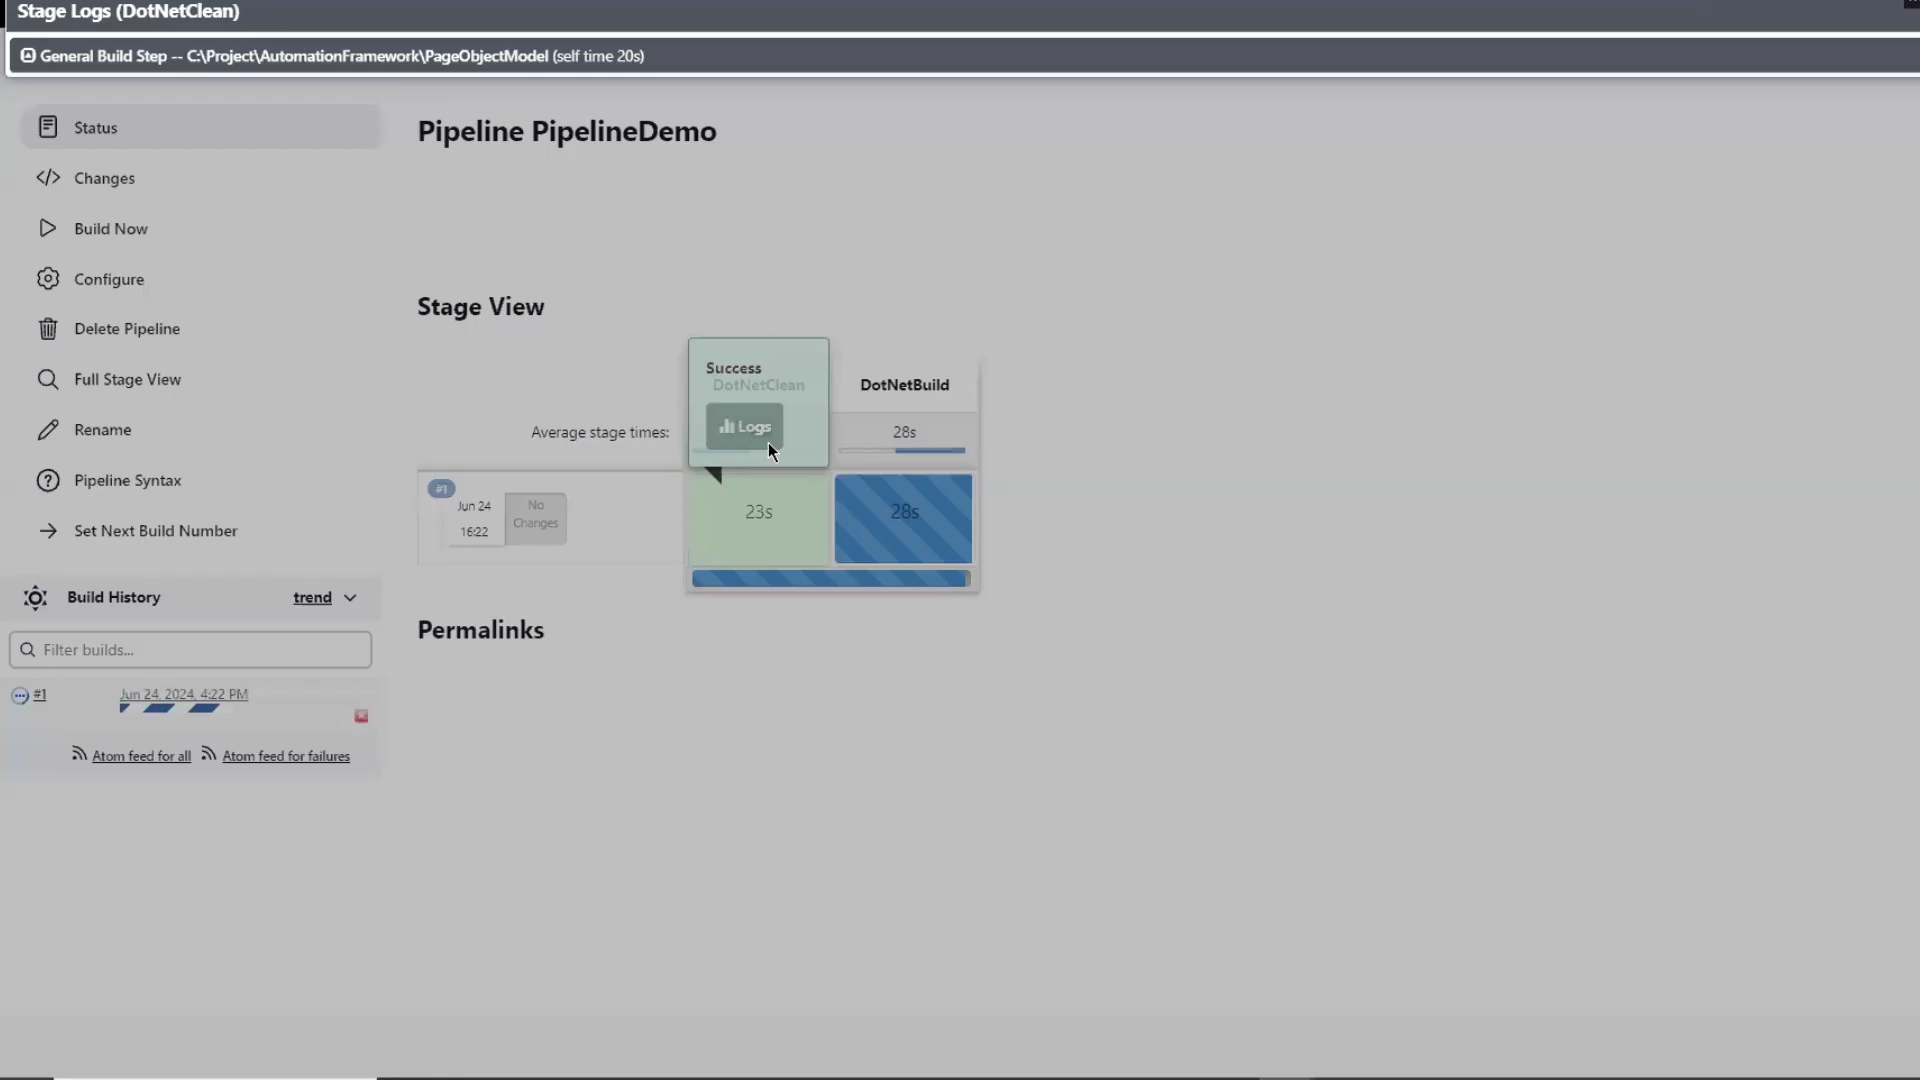 Stage Logs (DotNetClean)
General Build Step -- C:\Project\AutomationFramework\PageObjectModel (self time 20s)
Status
Changes
Build Now
Configure
Delete Pipeline
Full Stage View
Rename
Pipeline Syntax
Set Next Build Number
Build History
trend
Filter builds...
#1
Jun 24, 2024, 4:22 PM
Atom feed for all
Atom feed for failures
Pipeline PipelineDemo
Stage View
Success
DotNetClean
DotNetBuild
Logs
Average stage times:
28s
#1
Jun 24
16:22
No
Changes
23s
28s
Permalinks